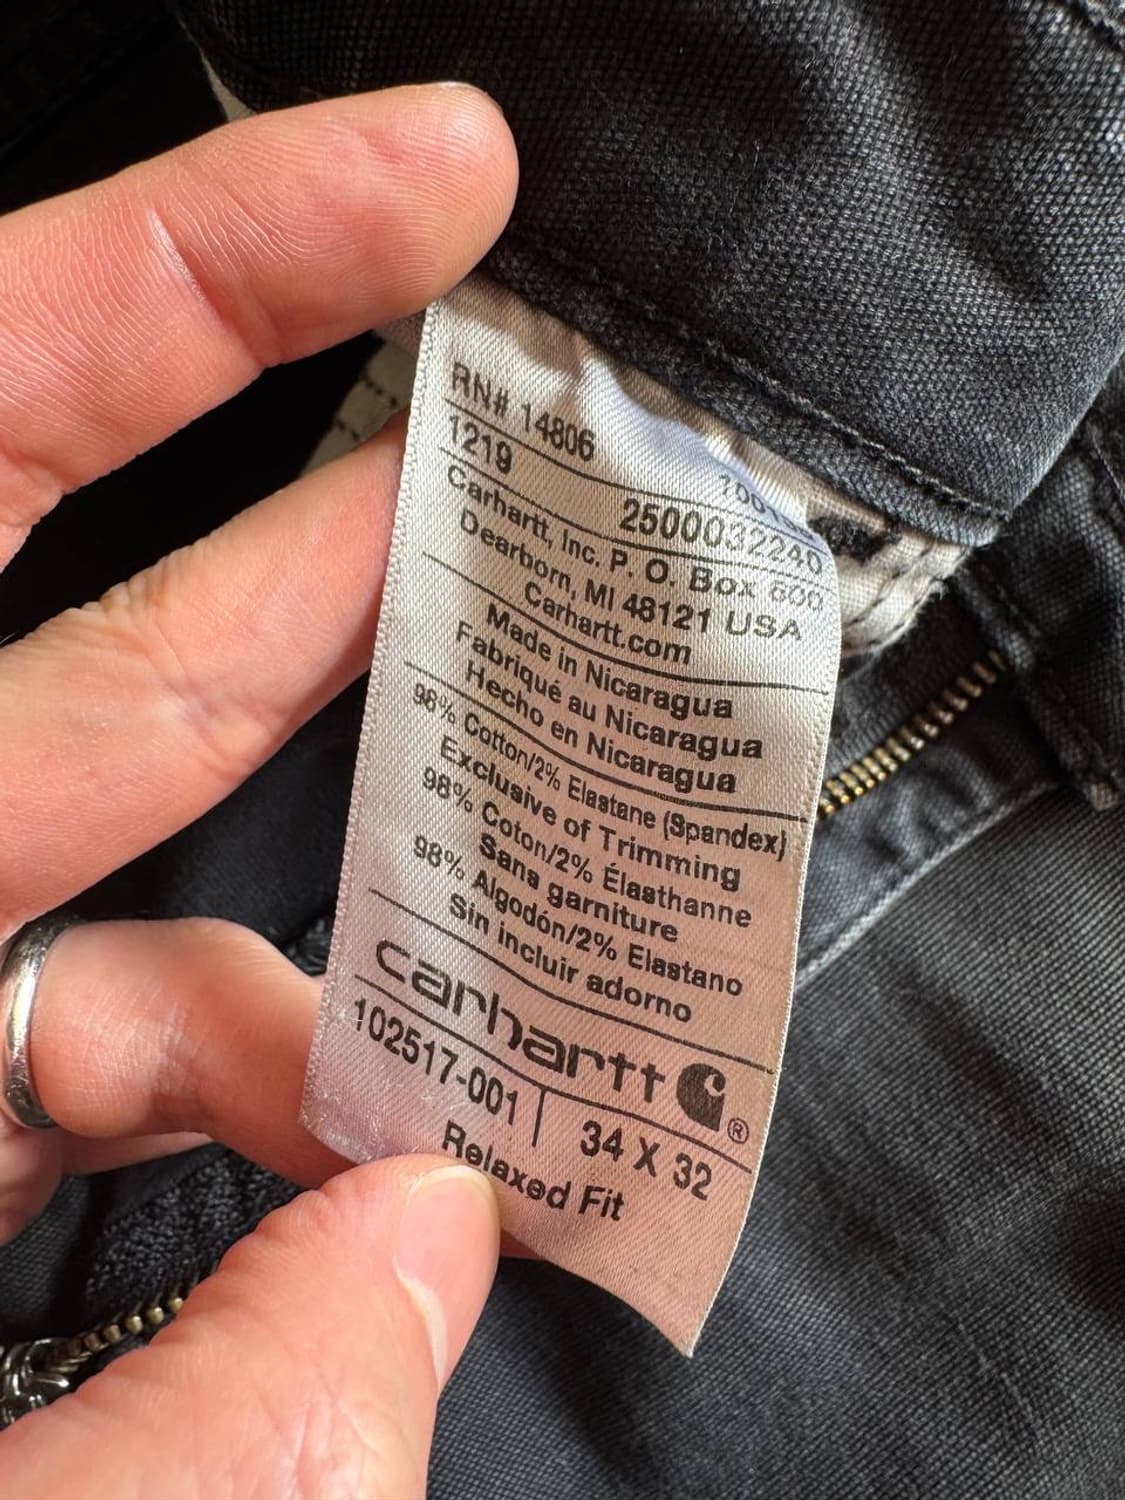 RN# 14806
1219
2500032240
Carhartt, Inc. P. O. Box 600
Dearborn, MI 48121 USA
Carhartt.com
Made in Nicaragua
Fabriqué au Nicaragua
Hecho en Nicaragua
98% Cotton/2% Elastane (Spandex)
Exclusive of Trimming
98% Coton/2% Élasthanne
Sans garniture
98% Algodón/2% Elastano
Sin incluir adorno
carhartt ®
102517-001 34 X 32
Relaxed Fit